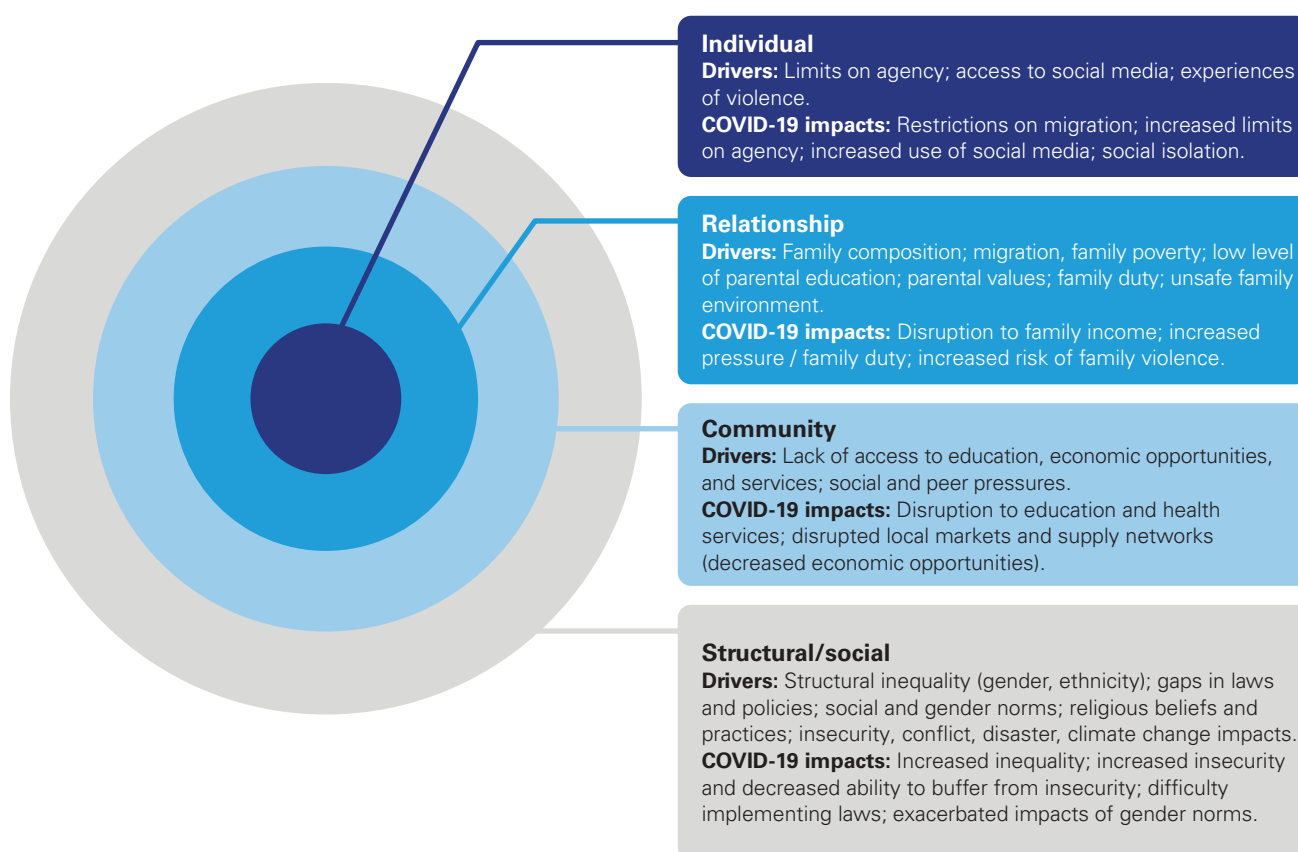 Individual
Drivers: Limits on agency; access to social media; experiences
of violence.
COVID-19 impacts: Restrictions on migration; increased limits
on agency; increased use of social media; social isolation.
Relationship
Drivers: Family composition; migration, family poverty; low level
of parental education; parental values; family duty; unsafe family
environment.
COVID-19 impacts: Disruption to family income; increased
pressure / family duty; increased risk of family violence.
Community
Drivers: Lack of access to education, economic opportunities,
and services; social and peer pressures.
COVID-19 impacts: Disruption to education and health
services; disrupted local markets and supply networks
(decreased economic opportunities).
Structural/social
Drivers: Structural inequality (gender, ethnicity); gaps in laws
and policies; social and gender norms; religious beliefs and
practices; insecurity, conflict, disaster, climate change impacts.
COVID-19 impacts: Increased inequality; increased insecurity
and decreased ability to buffer from insecurity; difficulty
implementing laws; exacerbated impacts of gender norms.